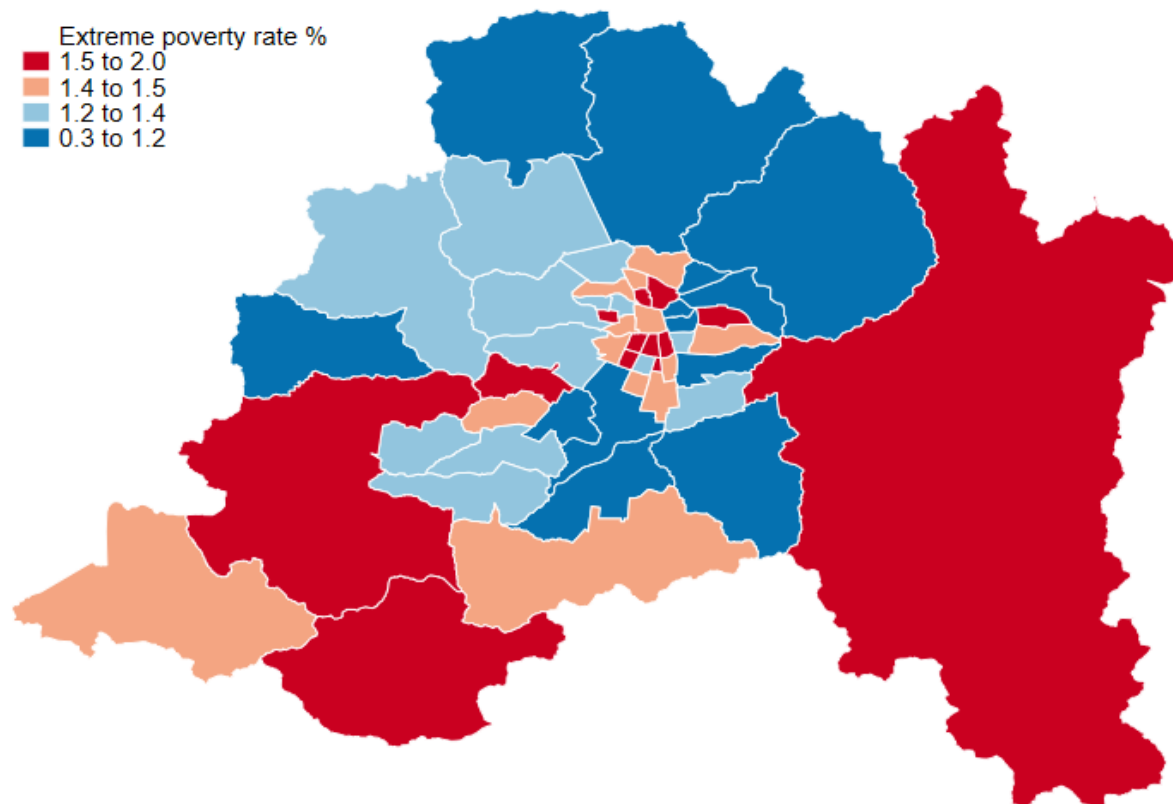 Extreme poverty rate %
1.5 to 2.0
1.4 to 1.5
1.2 to 1.4
0.3 to 1.2